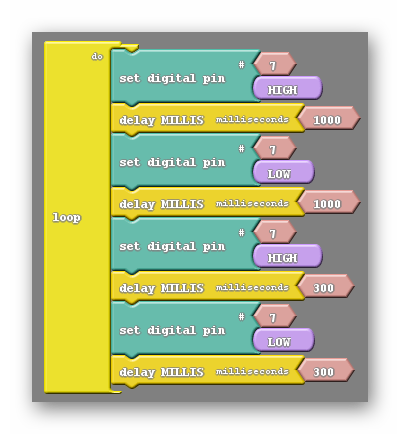 do
set digital pin # 7
HIGH
delay MILLIS milliseconds 1000
set digital pin # 7
LOW
delay MILLIS milliseconds 1000
loop
set digital pin # 7
HIGH
delay MILLIS milliseconds 300
set digital pin # 7
LOW
delay MILLIS milliseconds 300